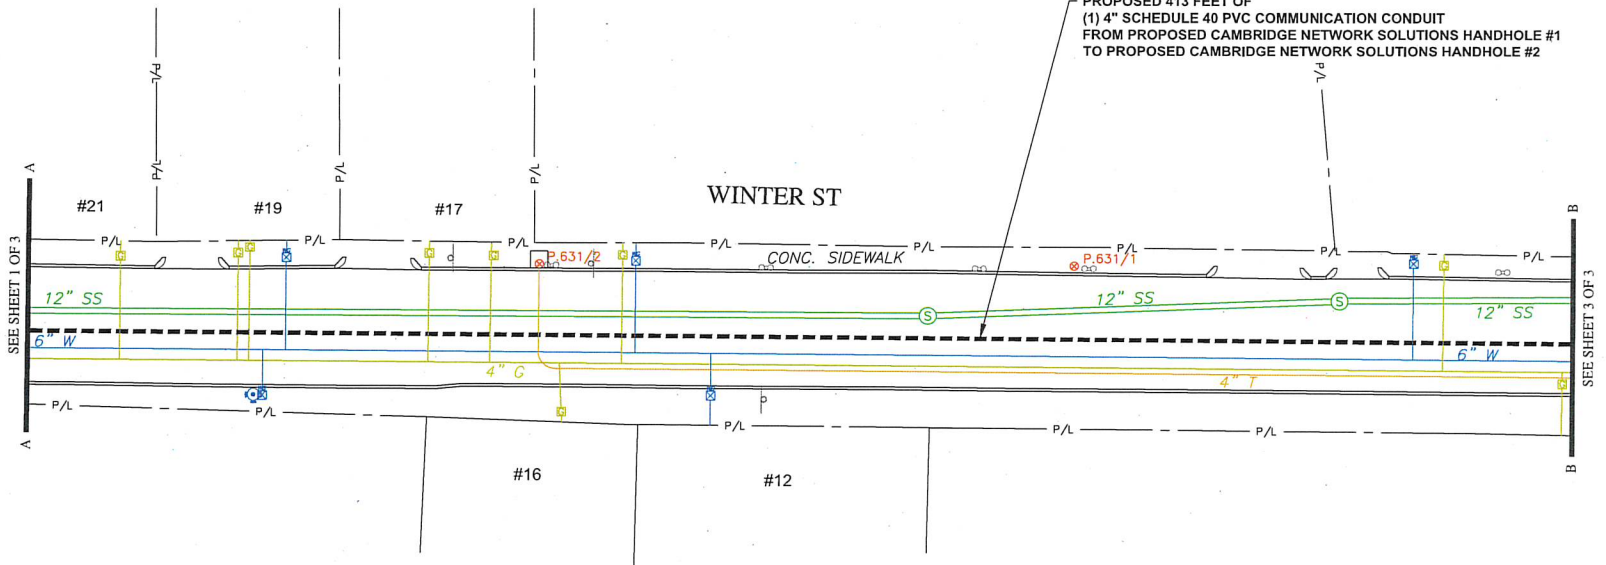 PROPOSED 413 FEET OF
(1) 4" SCHEDULE 40 PVC COMMUNICATION CONDUIT
FROM PROPOSED CAMBRIDGE NETWORK SOLUTIONS HANDHOLE #1
TO PROPOSED CAMBRIDGE NETWORK SOLUTIONS HANDHOLE #2
P/L
P/L
P/L
P/L
P/L
A
B
WINTER ST
#21
#19
#17
P/L
P/L
P/L
P/L
P/L
P/L
P/L
P/L
SEE SHEET 1 OF 3
SEE SHEET 3 OF 3
P.631/2
CONC. SIDEWALK
P.631/1
12" SS
12" SS
12" SS
S
S
6" W
6" W
4" G
4" T
P/L
P/L
P/L
P/L
P/L
A
B
#16
#12